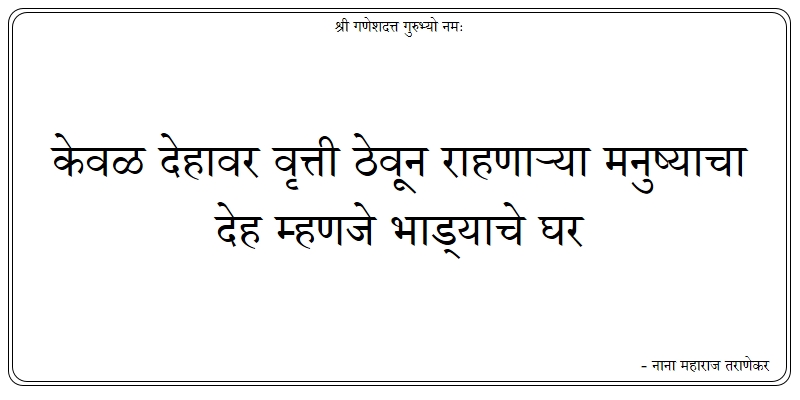 श्री गणेशदत्त गुरुभ्यो नमः
केवळ देहावर वृत्ती ठेवून राहणाऱ्या मनुष्याचा
देह म्हणजे भाड्याचे घर
- नाना महाराज तराणेकर